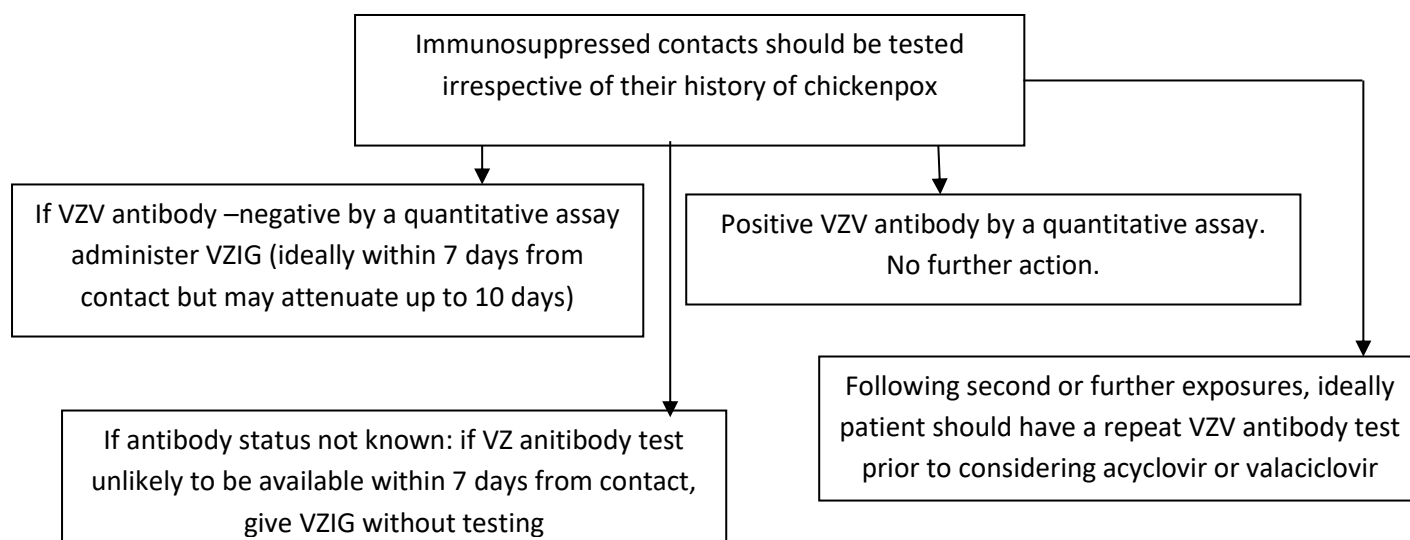 Immunosuppressed contacts should be tested
irrespective of their history of chickenpox
If VZV antibody –negative by a quantitative assay
administer VZIG (ideally within 7 days from
contact but may attenuate up to 10 days)
Positive VZV antibody by a quantitative assay.
No further action.
If antibody status not known: if VZ anitibody test
unlikely to be available within 7 days from contact,
give VZIG without testing
Following second or further exposures, ideally
patient should have a repeat VZV antibody test
prior to considering acyclovir or valaciclovir